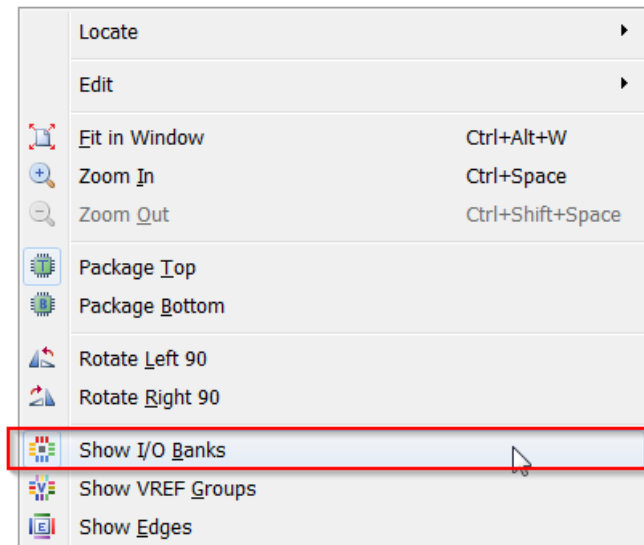 Locate
Edit
Fit in Window Ctrl+Alt+W
Zoom In Ctrl+Space
Zoom Out Ctrl+Shift+Space
T Package Top
B Package Bottom
Rotate Left 90
Rotate Right 90
Show I/O Banks
V Show VREF Groups
E Show Edges